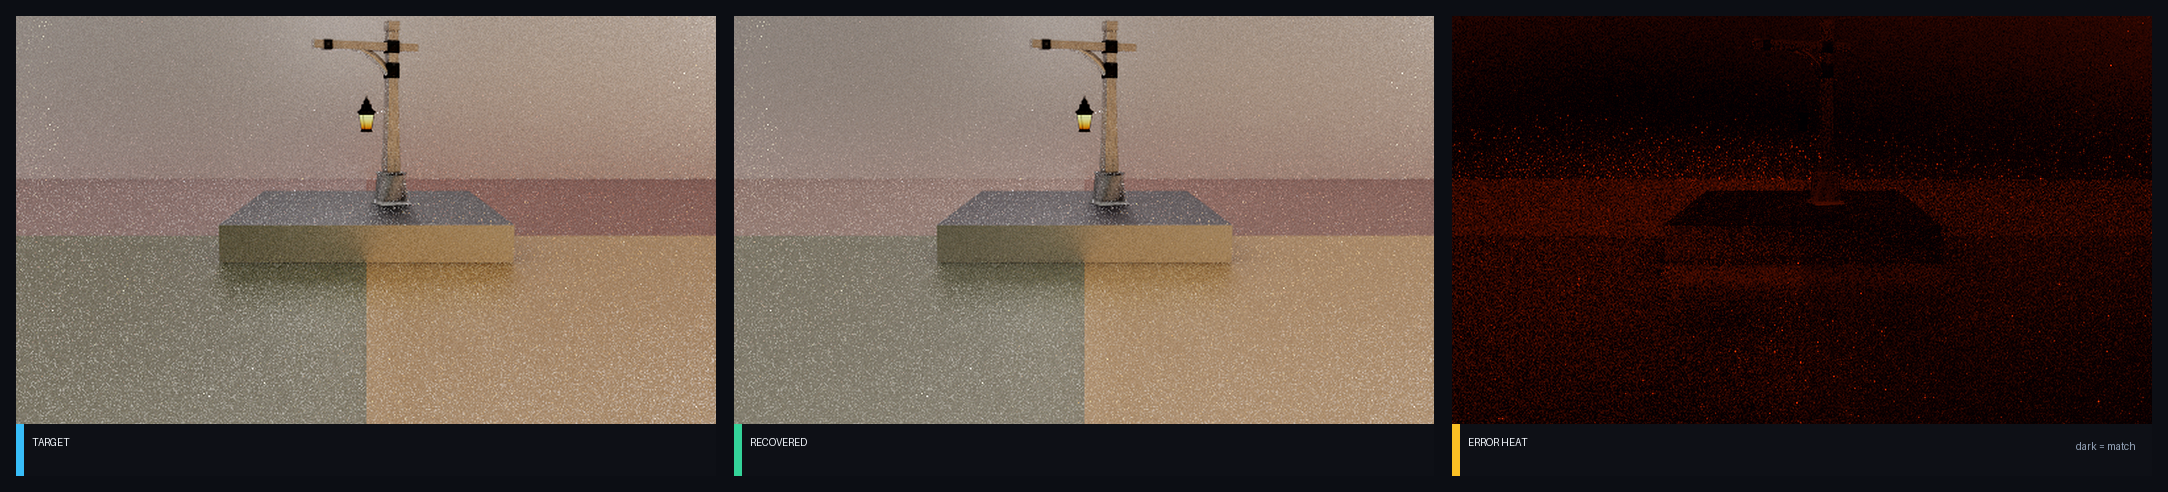 TARGET
RECOVERED
ERROR HEAT
dark = match